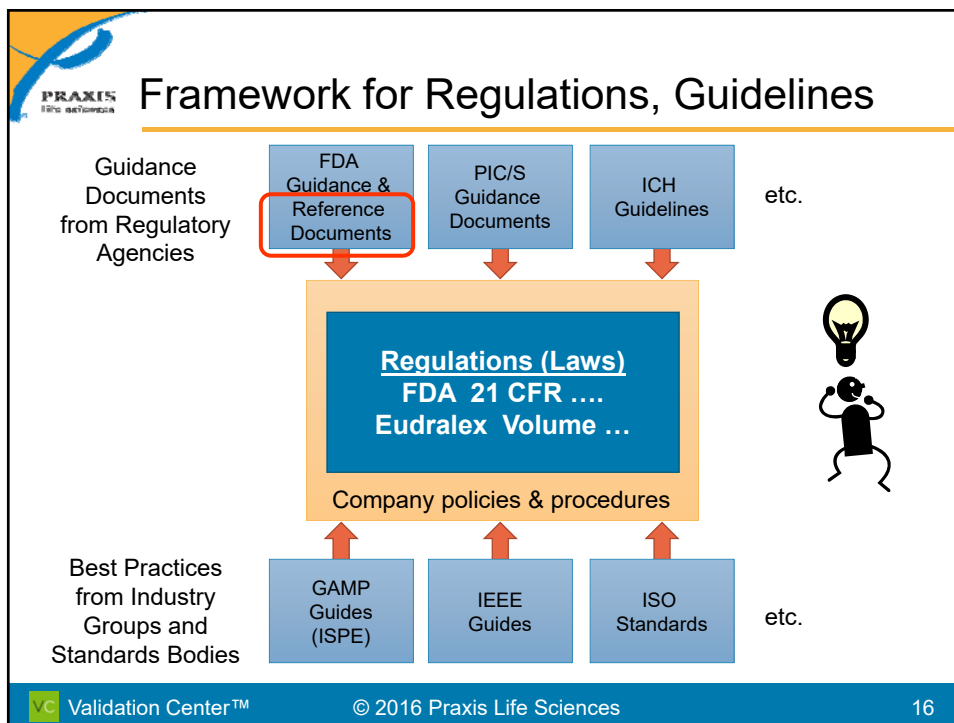 PRAXIS
life sciences
Framework for Regulations, Guidelines
Guidance
Documents
from Regulatory
Agencies
FDA
Guidance &
Reference
Documents
PIC/S
Guidance
Documents
ICH
Guidelines
etc.
Regulations (Laws)
FDA 21 CFR ....
Eudralex Volume ...
Company policies & procedures
Best Practices
from Industry
Groups and
Standards Bodies
GAMP
Guides
(ISPE)
IEEE
Guides
ISO
Standards
etc.
VC Validation Center™ © 2016 Praxis Life Sciences 16